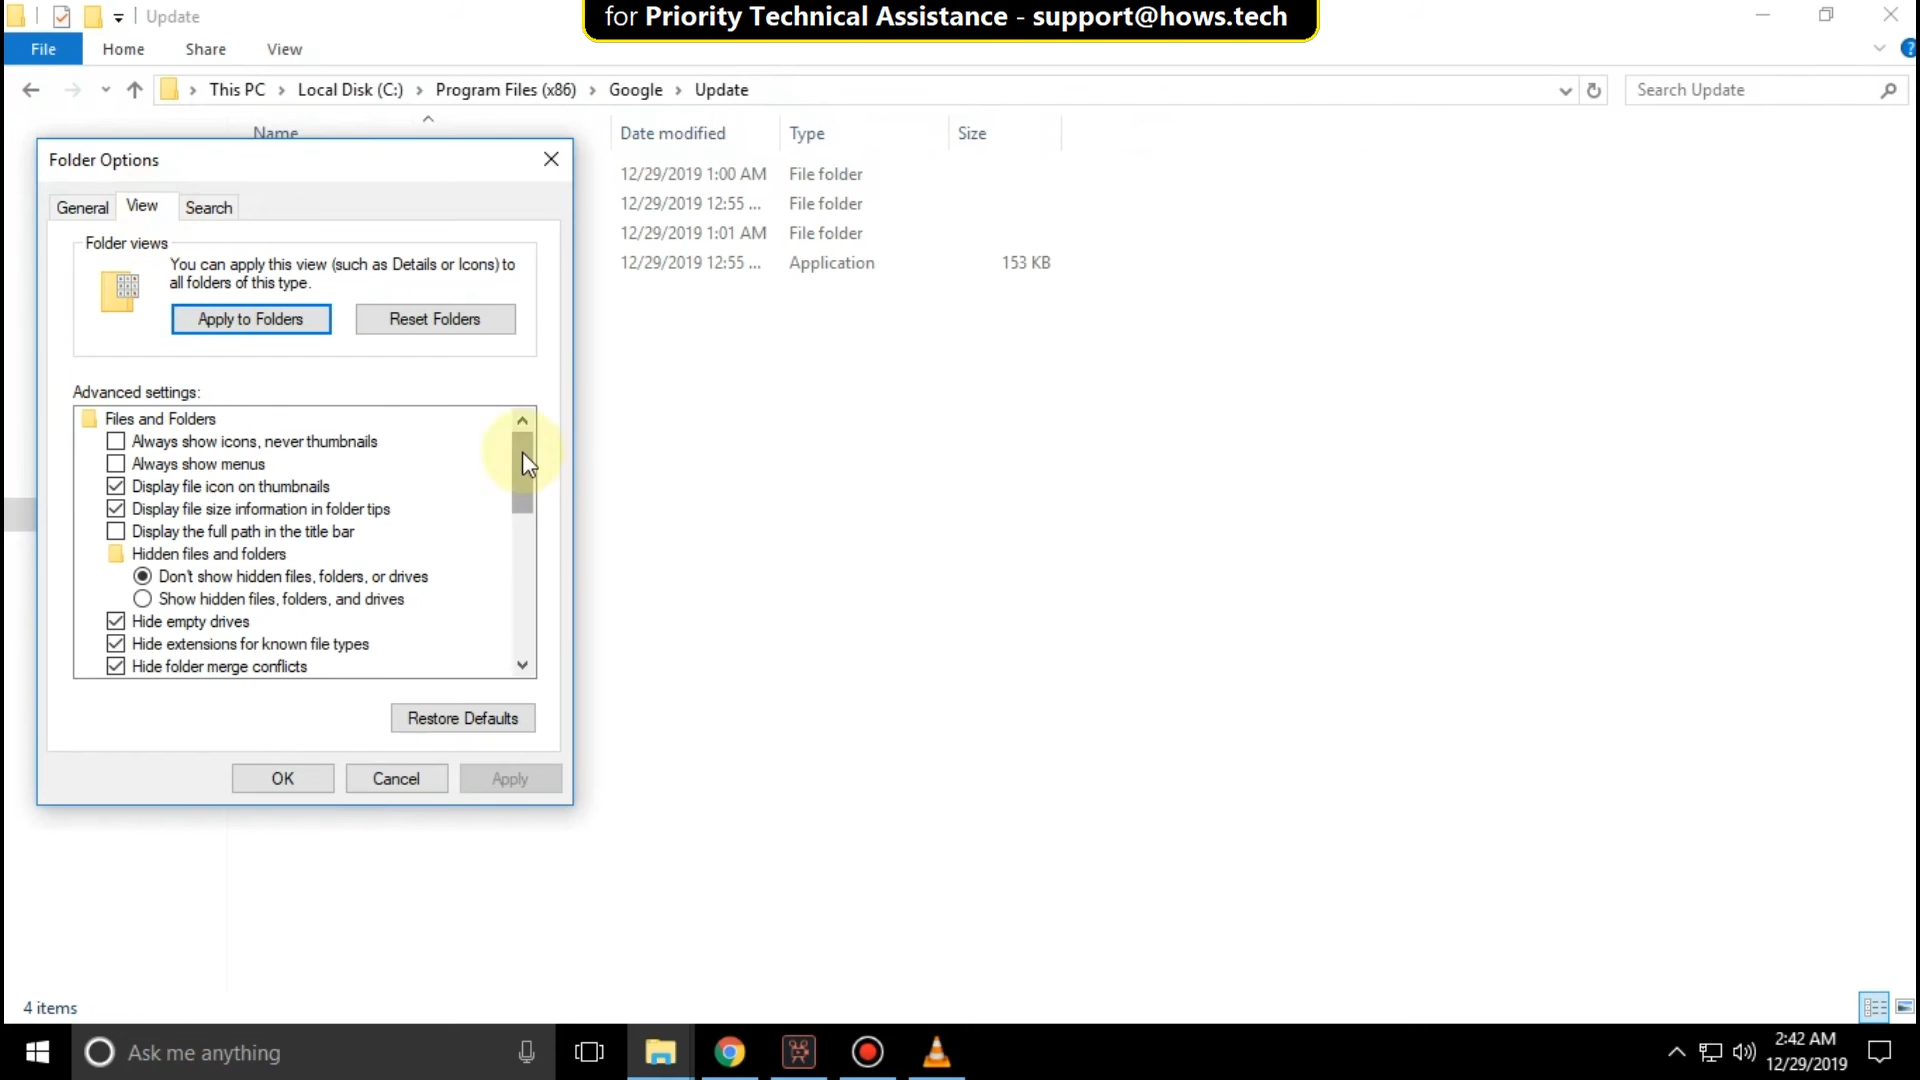 Update
for Priority Technical Assistance - support@hows.tech
File Home Share View
This PC > Local Disk (C:) > Program Files (x86) > Google > Update
Search Update
Name Date modified Type Size
12/29/2019 1:00 AM File folder
12/29/2019 12:55 ... File folder
12/29/2019 1:01 AM File folder
12/29/2019 12:55 ... Application 153 KB
Folder Options
General View Search
Folder views
You can apply this view (such as Details or Icons) to
all folders of this type.
Apply to Folders Reset Folders
Advanced settings:
Files and Folders
Always show icons, never thumbnails
Always show menus
Display file icon on thumbnails
Display file size information in folder tips
Display the full path in the title bar
Hidden files and folders
Don't show hidden files, folders, or drives
Show hidden files, folders, and drives
Hide empty drives
Hide extensions for known file types
Hide folder merge conflicts
Restore Defaults
OK Cancel Apply
4 items
Ask me anything
2:42 AM
12/29/2019